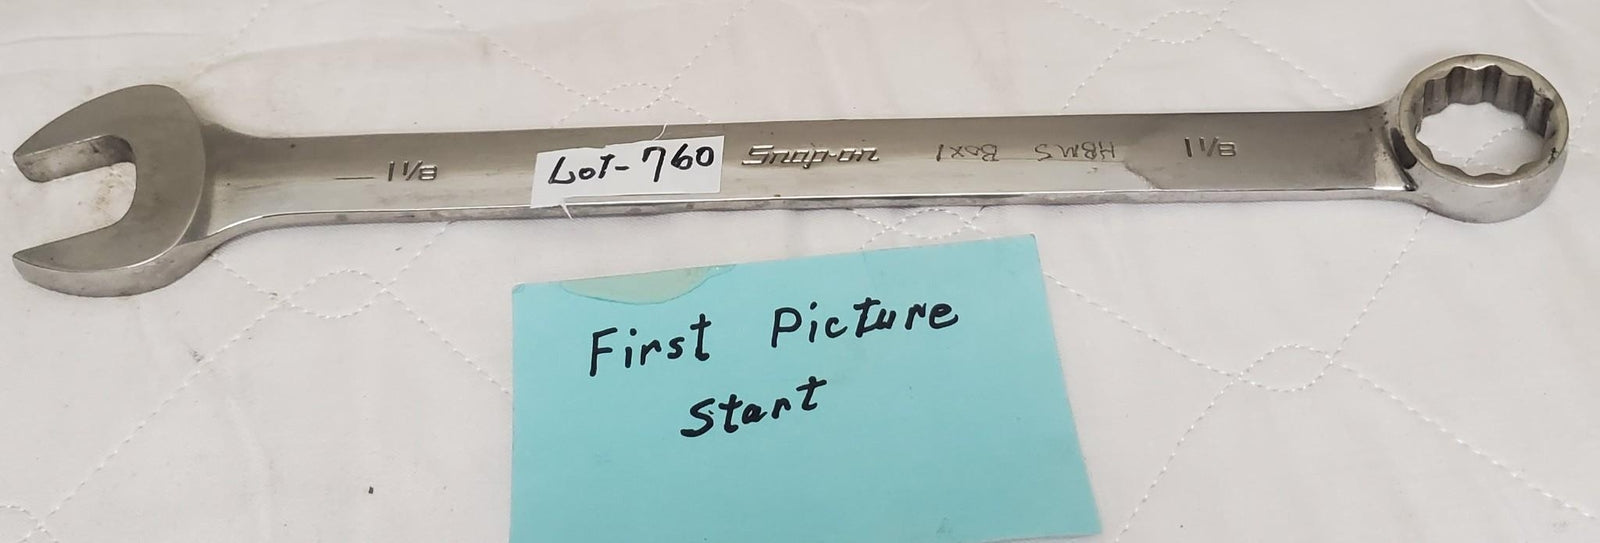 1 1/8
LOT-760
Snap-on
HBMS Box1
1 1/8
First Picture
Start